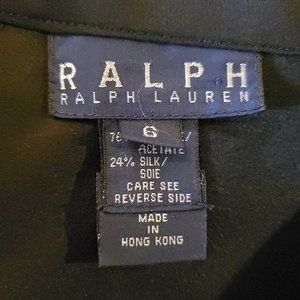 RALPH
RALPH LAUREN
6
ACETATE
24% SILK/
SOIE
CARE SEE
REVERSE SIDE
MADE
IN
HONG KONG